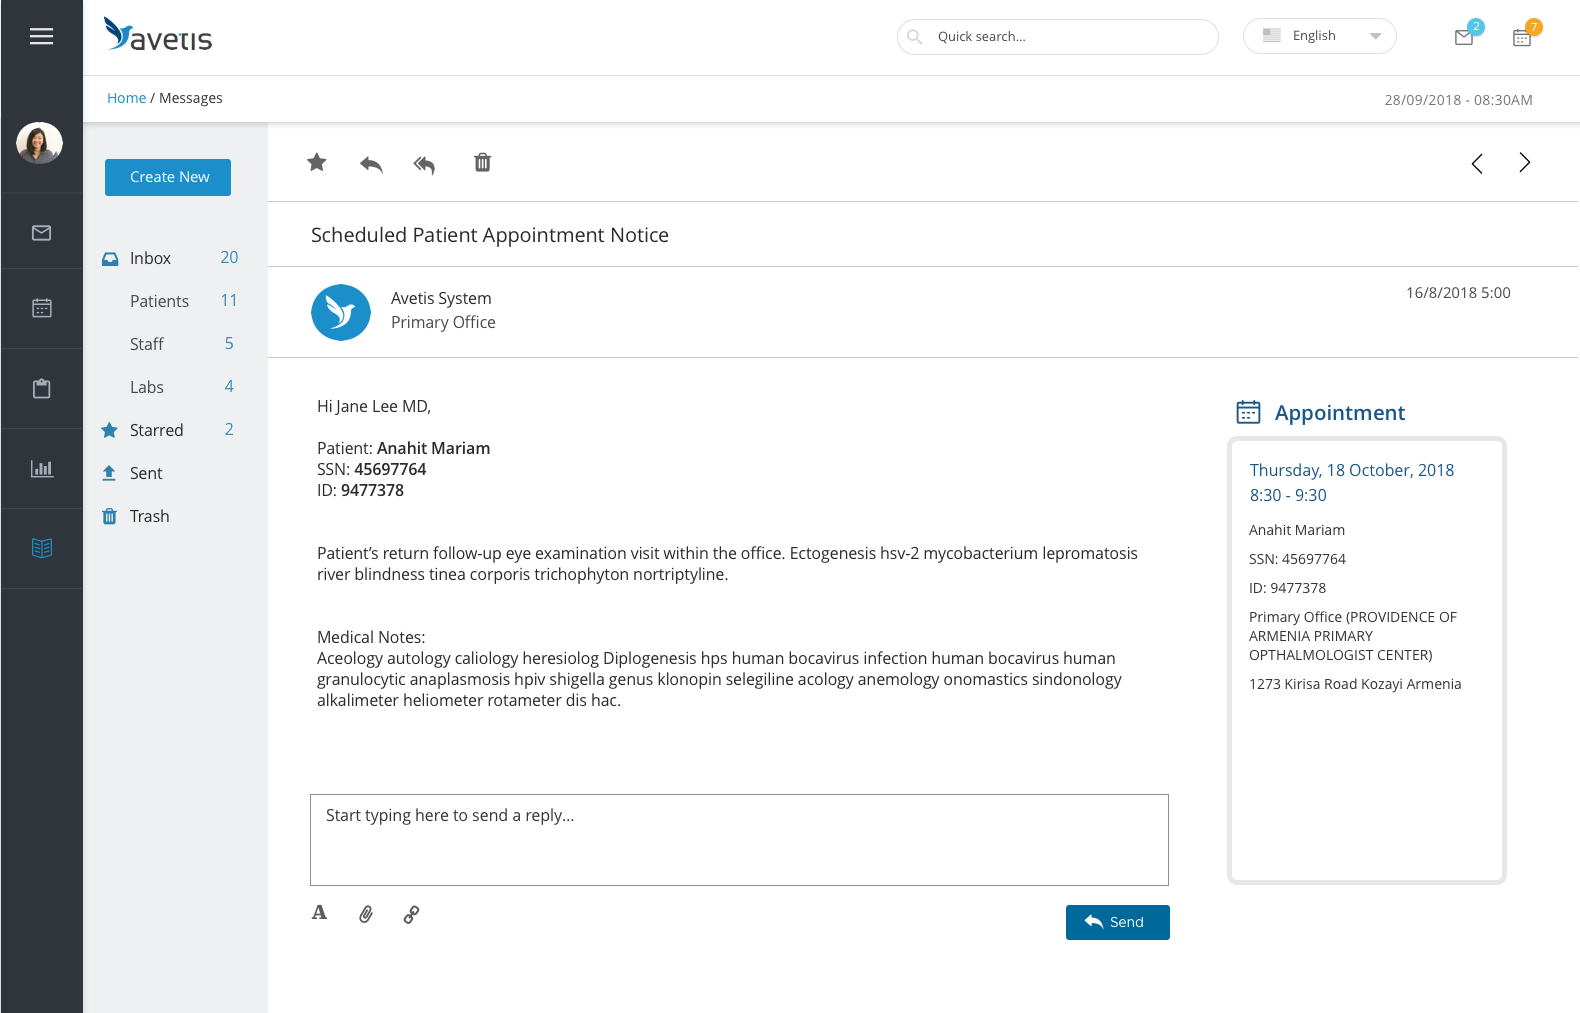 avetis
Quick search...
English
2
7
Home / Messages
28/09/2018 - 08:30AM
Create New
Inbox 20
Patients 11
Staff 5
Labs 4
Starred 2
Sent
Trash
Scheduled Patient Appointment Notice
Avetis System
Primary Office
16/8/2018 5:00
Hi Jane Lee MD,
Patient: Anahit Mariam
SSN: 45697764
ID: 9477378
Patient’s return follow-up eye examination visit within the office. Ectogenesis hsv-2 mycobacterium lepromatosis
river blindness tinea corporis trichophyton nortriptyline.
Medical Notes:
Aceology autology caliology heresiolog Diplogenesis hps human bocavirus infection human bocavirus human
granulocytic anaplasmosis hpiv shigella genus klonopin selegiline acology anemology onomastics sindonology
alkalimeter heliometer rotameter dis hac.
Start typing here to send a reply...
A
Send
Appointment
Thursday, 18 October, 2018
8:30 - 9:30
Anahit Mariam
SSN: 45697764
ID: 9477378
Primary Office (PROVIDENCE OF
ARMENIA PRIMARY
OPTHALMOLOGIST CENTER)
1273 Kirisa Road Kozayi Armenia